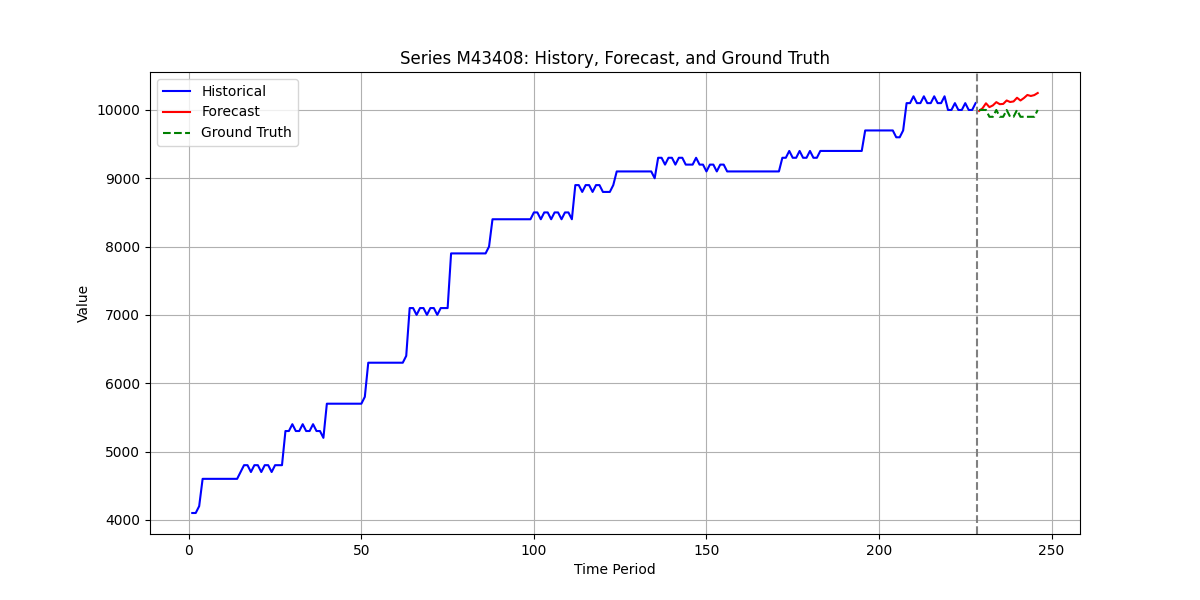 Series M43408: History, Forecast, and Ground Truth
Historical
Forecast
Ground Truth
10000
9000
8000
7000
6000
5000
4000
Value
0 50 100 150 200 250
Time Period